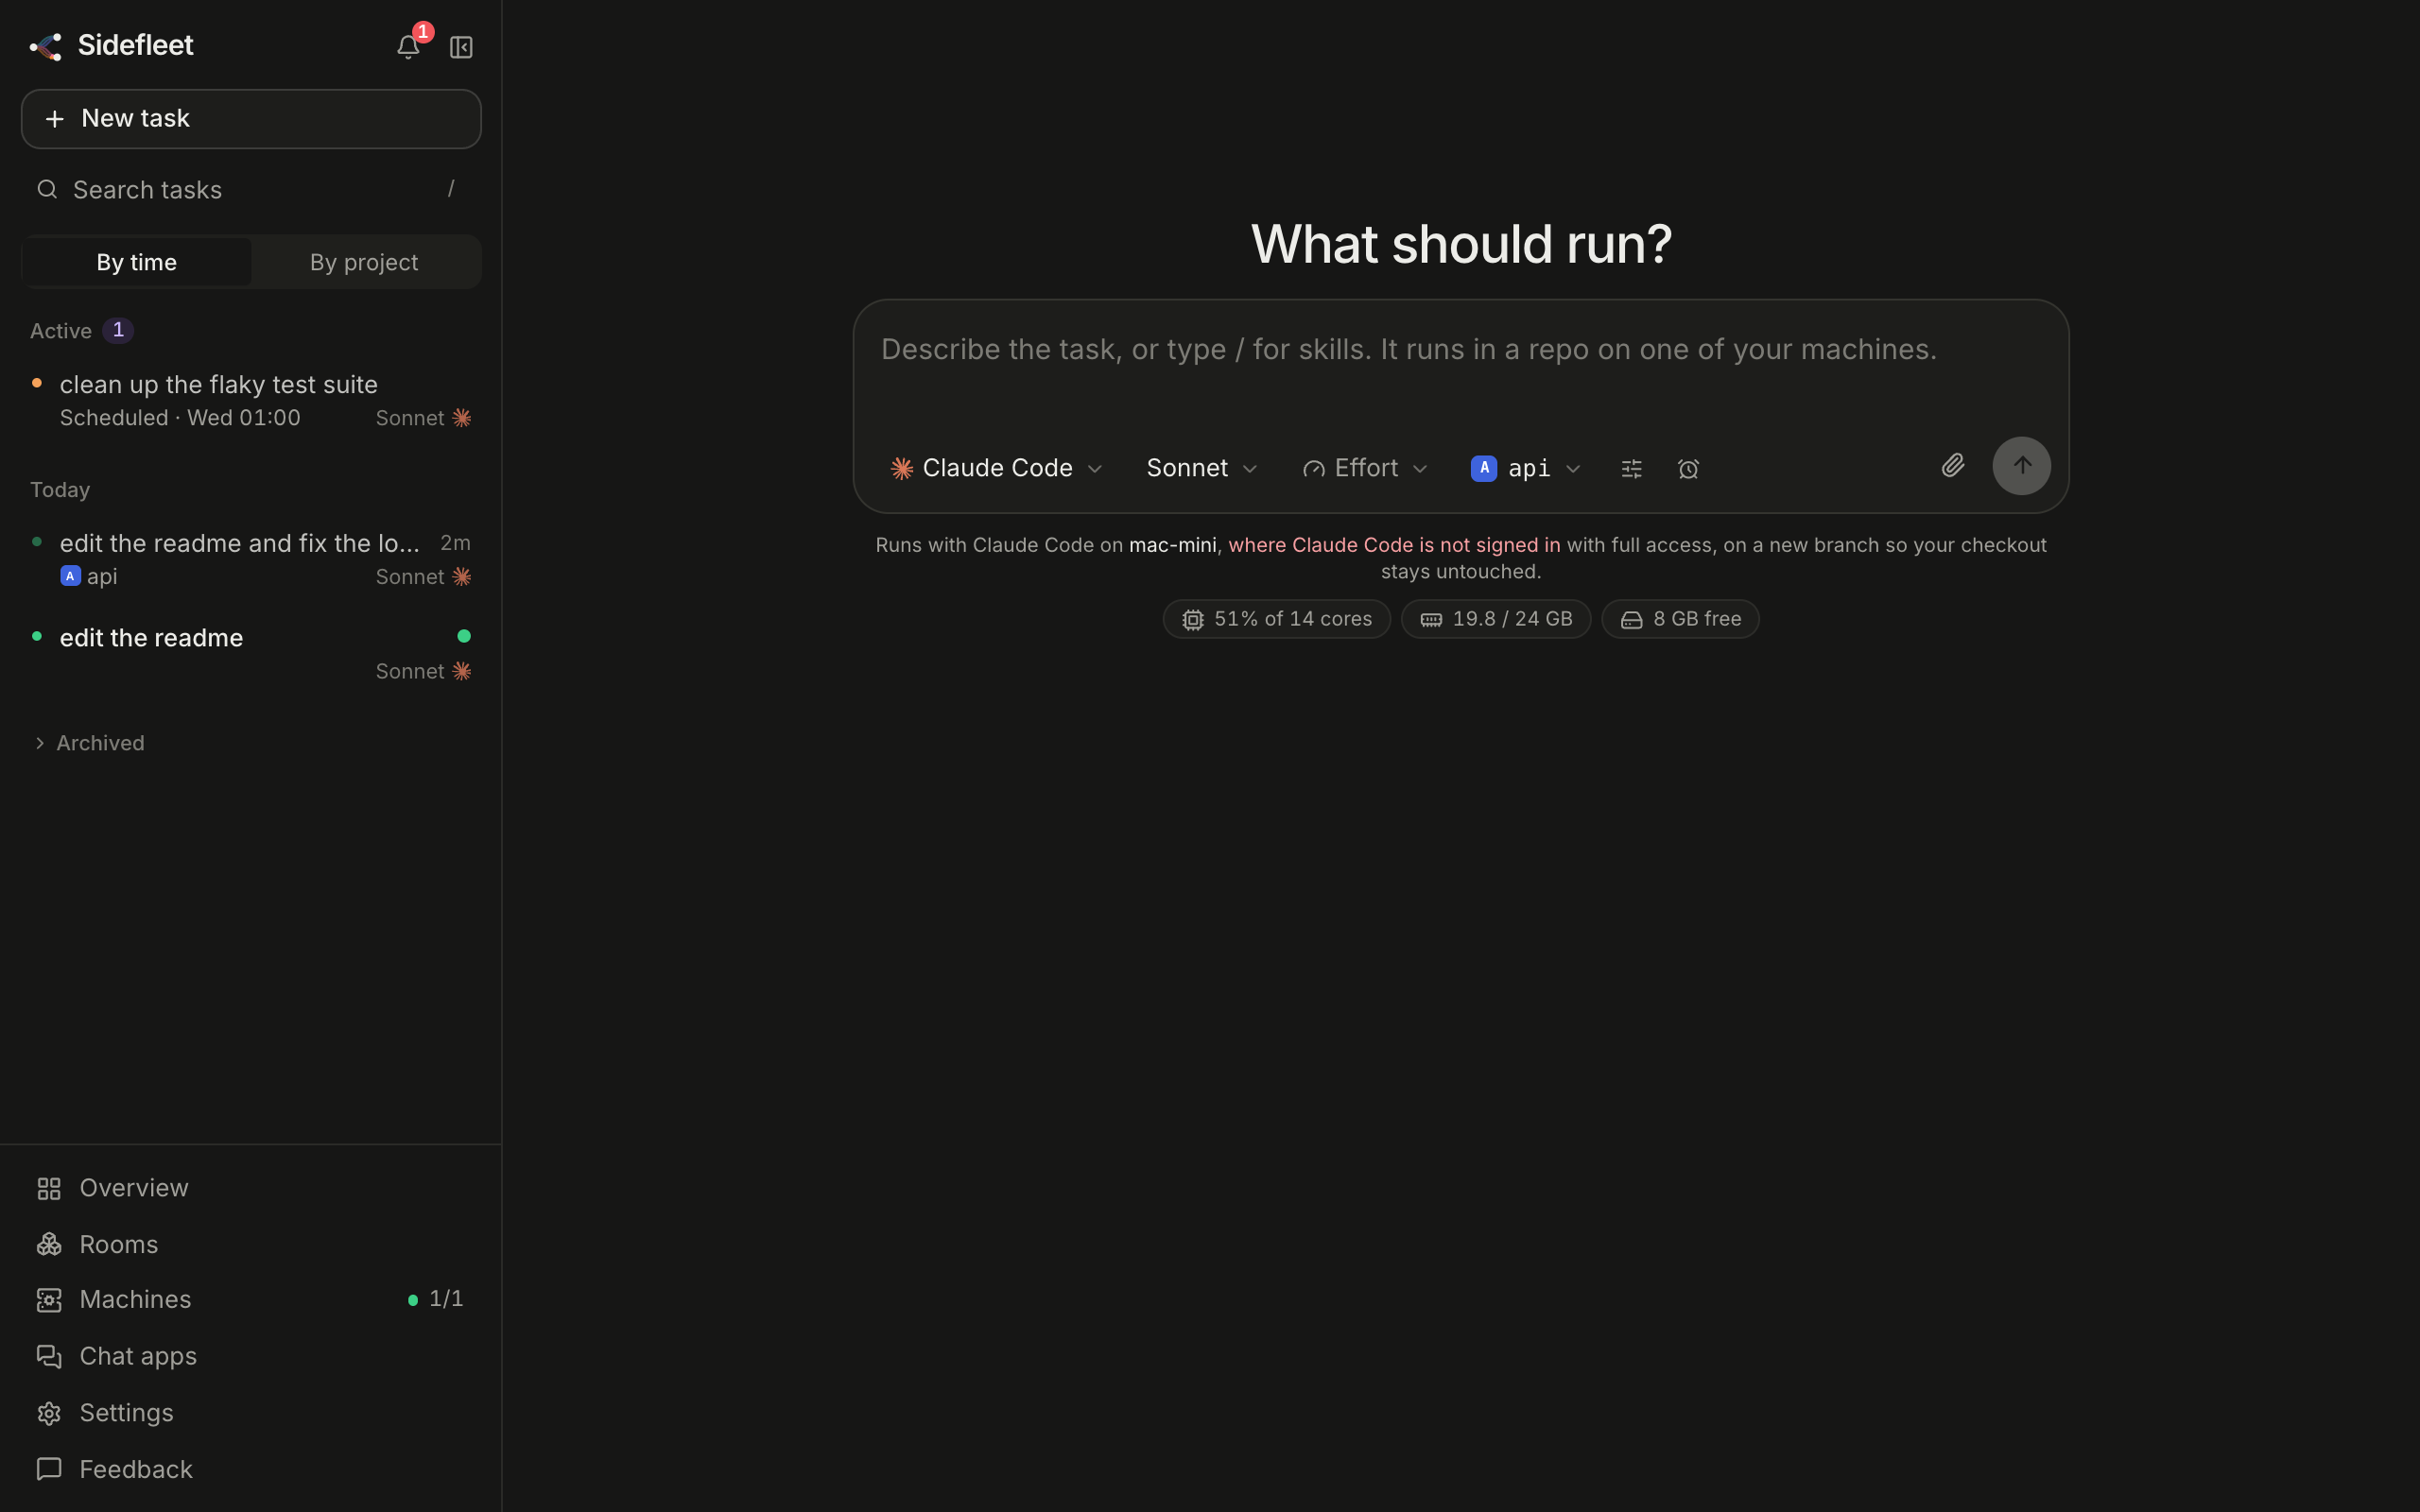 Sidefleet
1
New task
Search tasks /
By time By project
Active 1
clean up the flaky test suite
Scheduled · Wed 01:00 Sonnet
Today
edit the readme and fix the lo... 2m
A api Sonnet
edit the readme
Sonnet
Archived
Overview
Rooms
Machines 1/1
Chat apps
Settings
Feedback
What should run?
Describe the task, or type / for skills. It runs in a repo on one of your machines.
Claude Code Sonnet Effort A api
Runs with Claude Code on mac-mini, where Claude Code is not signed in with full access, on a new branch so your checkout
stays untouched.
51% of 14 cores 19.8 / 24 GB 8 GB free